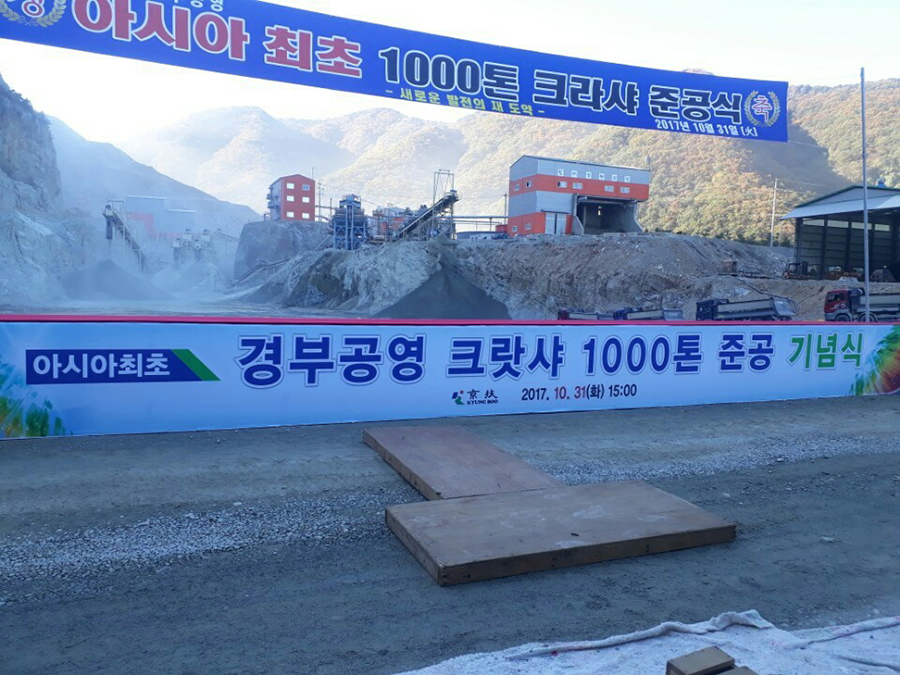 아시아 최초 1000톤 크라샤 준공식 축
- 새로운 발전의 재 도약 -
2017년 10월 31일 (火)
아시아최초
경부공영 크랏샤 1000톤 준공 기념식
京扶
KYUNG BOO
2017. 10. 31(화) 15:00